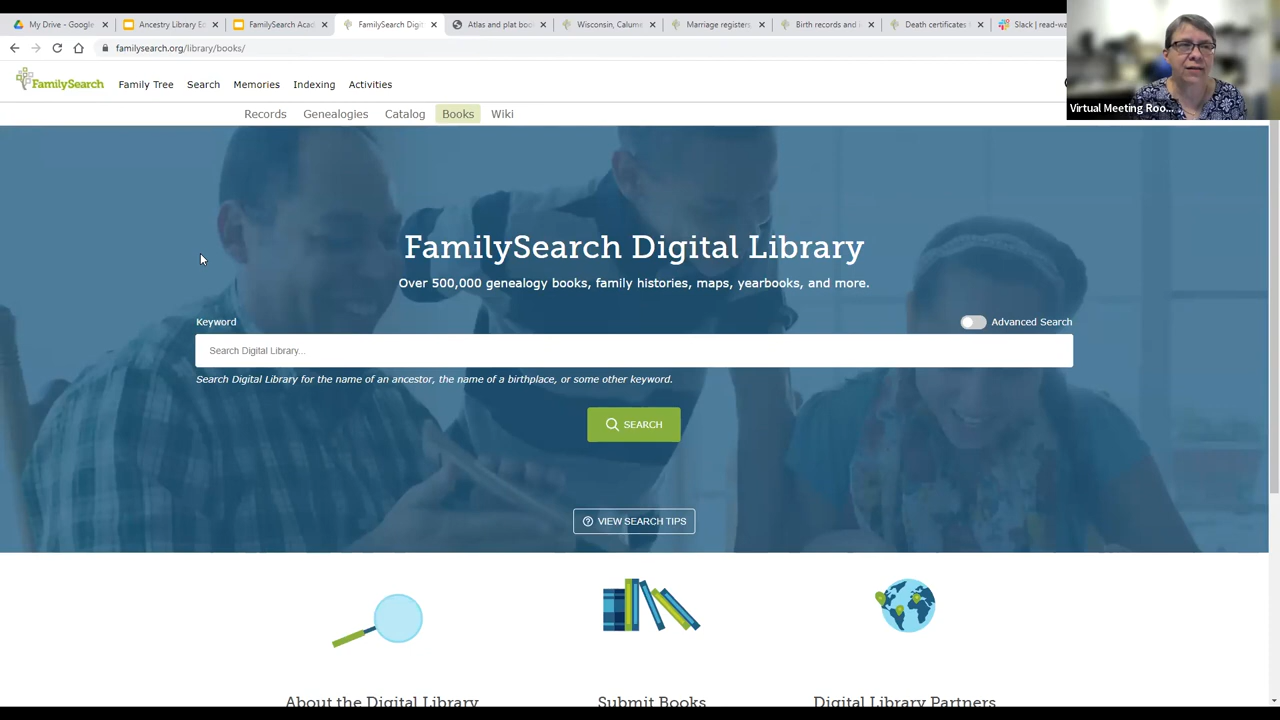 My Drive - Google
Ancestry Library Ed
FamilySearch Aca
FamilySearch Digi
Atlas and plat boo
Wisconsin, Calume
Marriage registers,
Birth records and i
Death certificates
Slack | read-wa
familysearch.org/library/books/
FamilySearch
Family Tree
Search
Memories
Indexing
Activities
Virtual Meeting Roo...
Records
Genealogies
Catalog
Books
Wiki
FamilySearch Digital Library
Over 500,000 genealogy books, family histories, maps, yearbooks, and more.
Keyword
Advanced Search
Search Digital Library...
Search Digital Library for the name of an ancestor, the name of a birthplace, or some other keyword.
SEARCH
VIEW SEARCH TIPS
About the Digital Library
Submit Books
Digital Library Partners